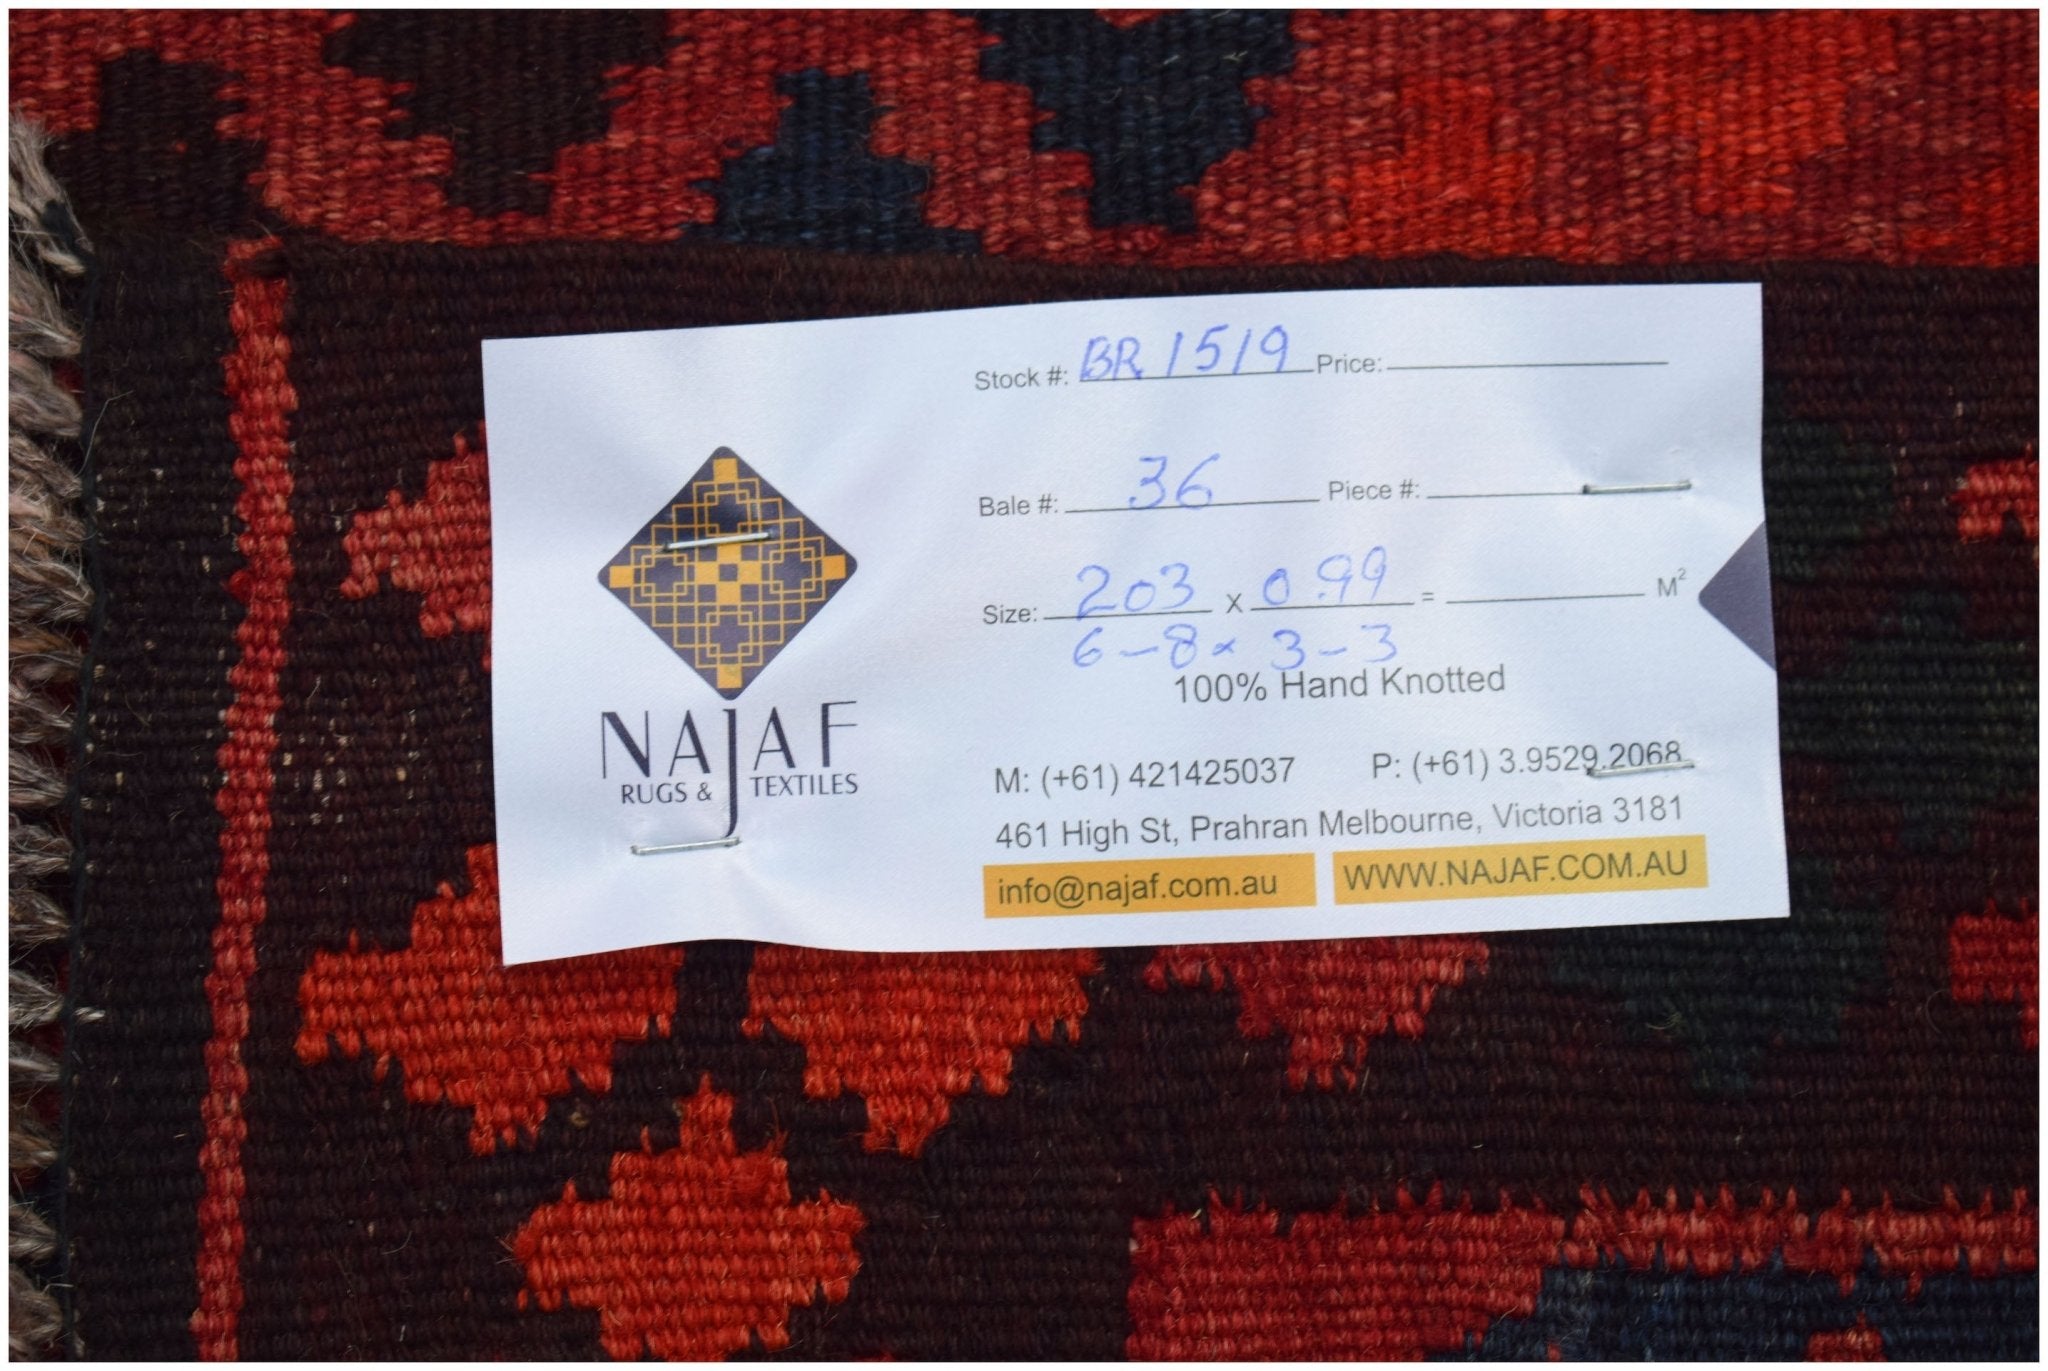 Stock #: BR 1519 Price:
Bale #: 36 Piece #:
Size: 203 x 0.99 = M²
6-8 x 3-3
100% Hand Knotted
NAJAF
RUGS & TEXTILES
M: (+61) 421425037 P: (+61) 3.9529.2068
461 High St, Prahran Melbourne, Victoria 3181
info@najaf.com.au WWW.NAJAF.COM.AU